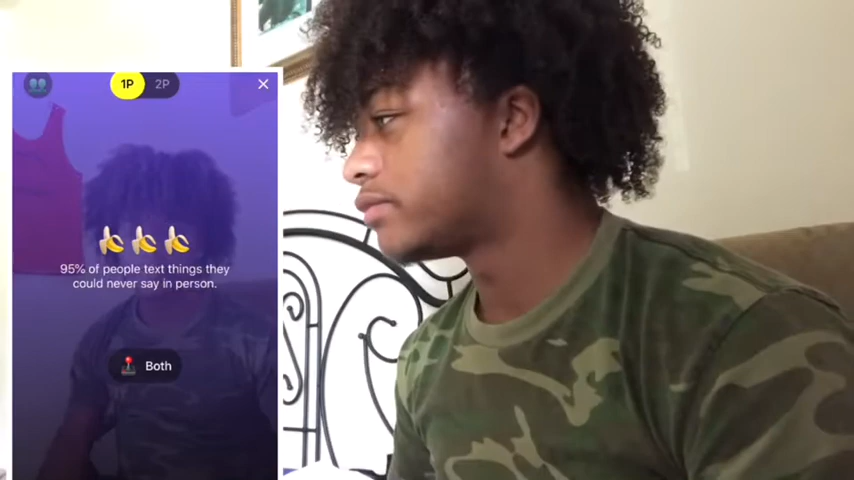 1P 2P
95% of people text things they
could never say in person.
Both